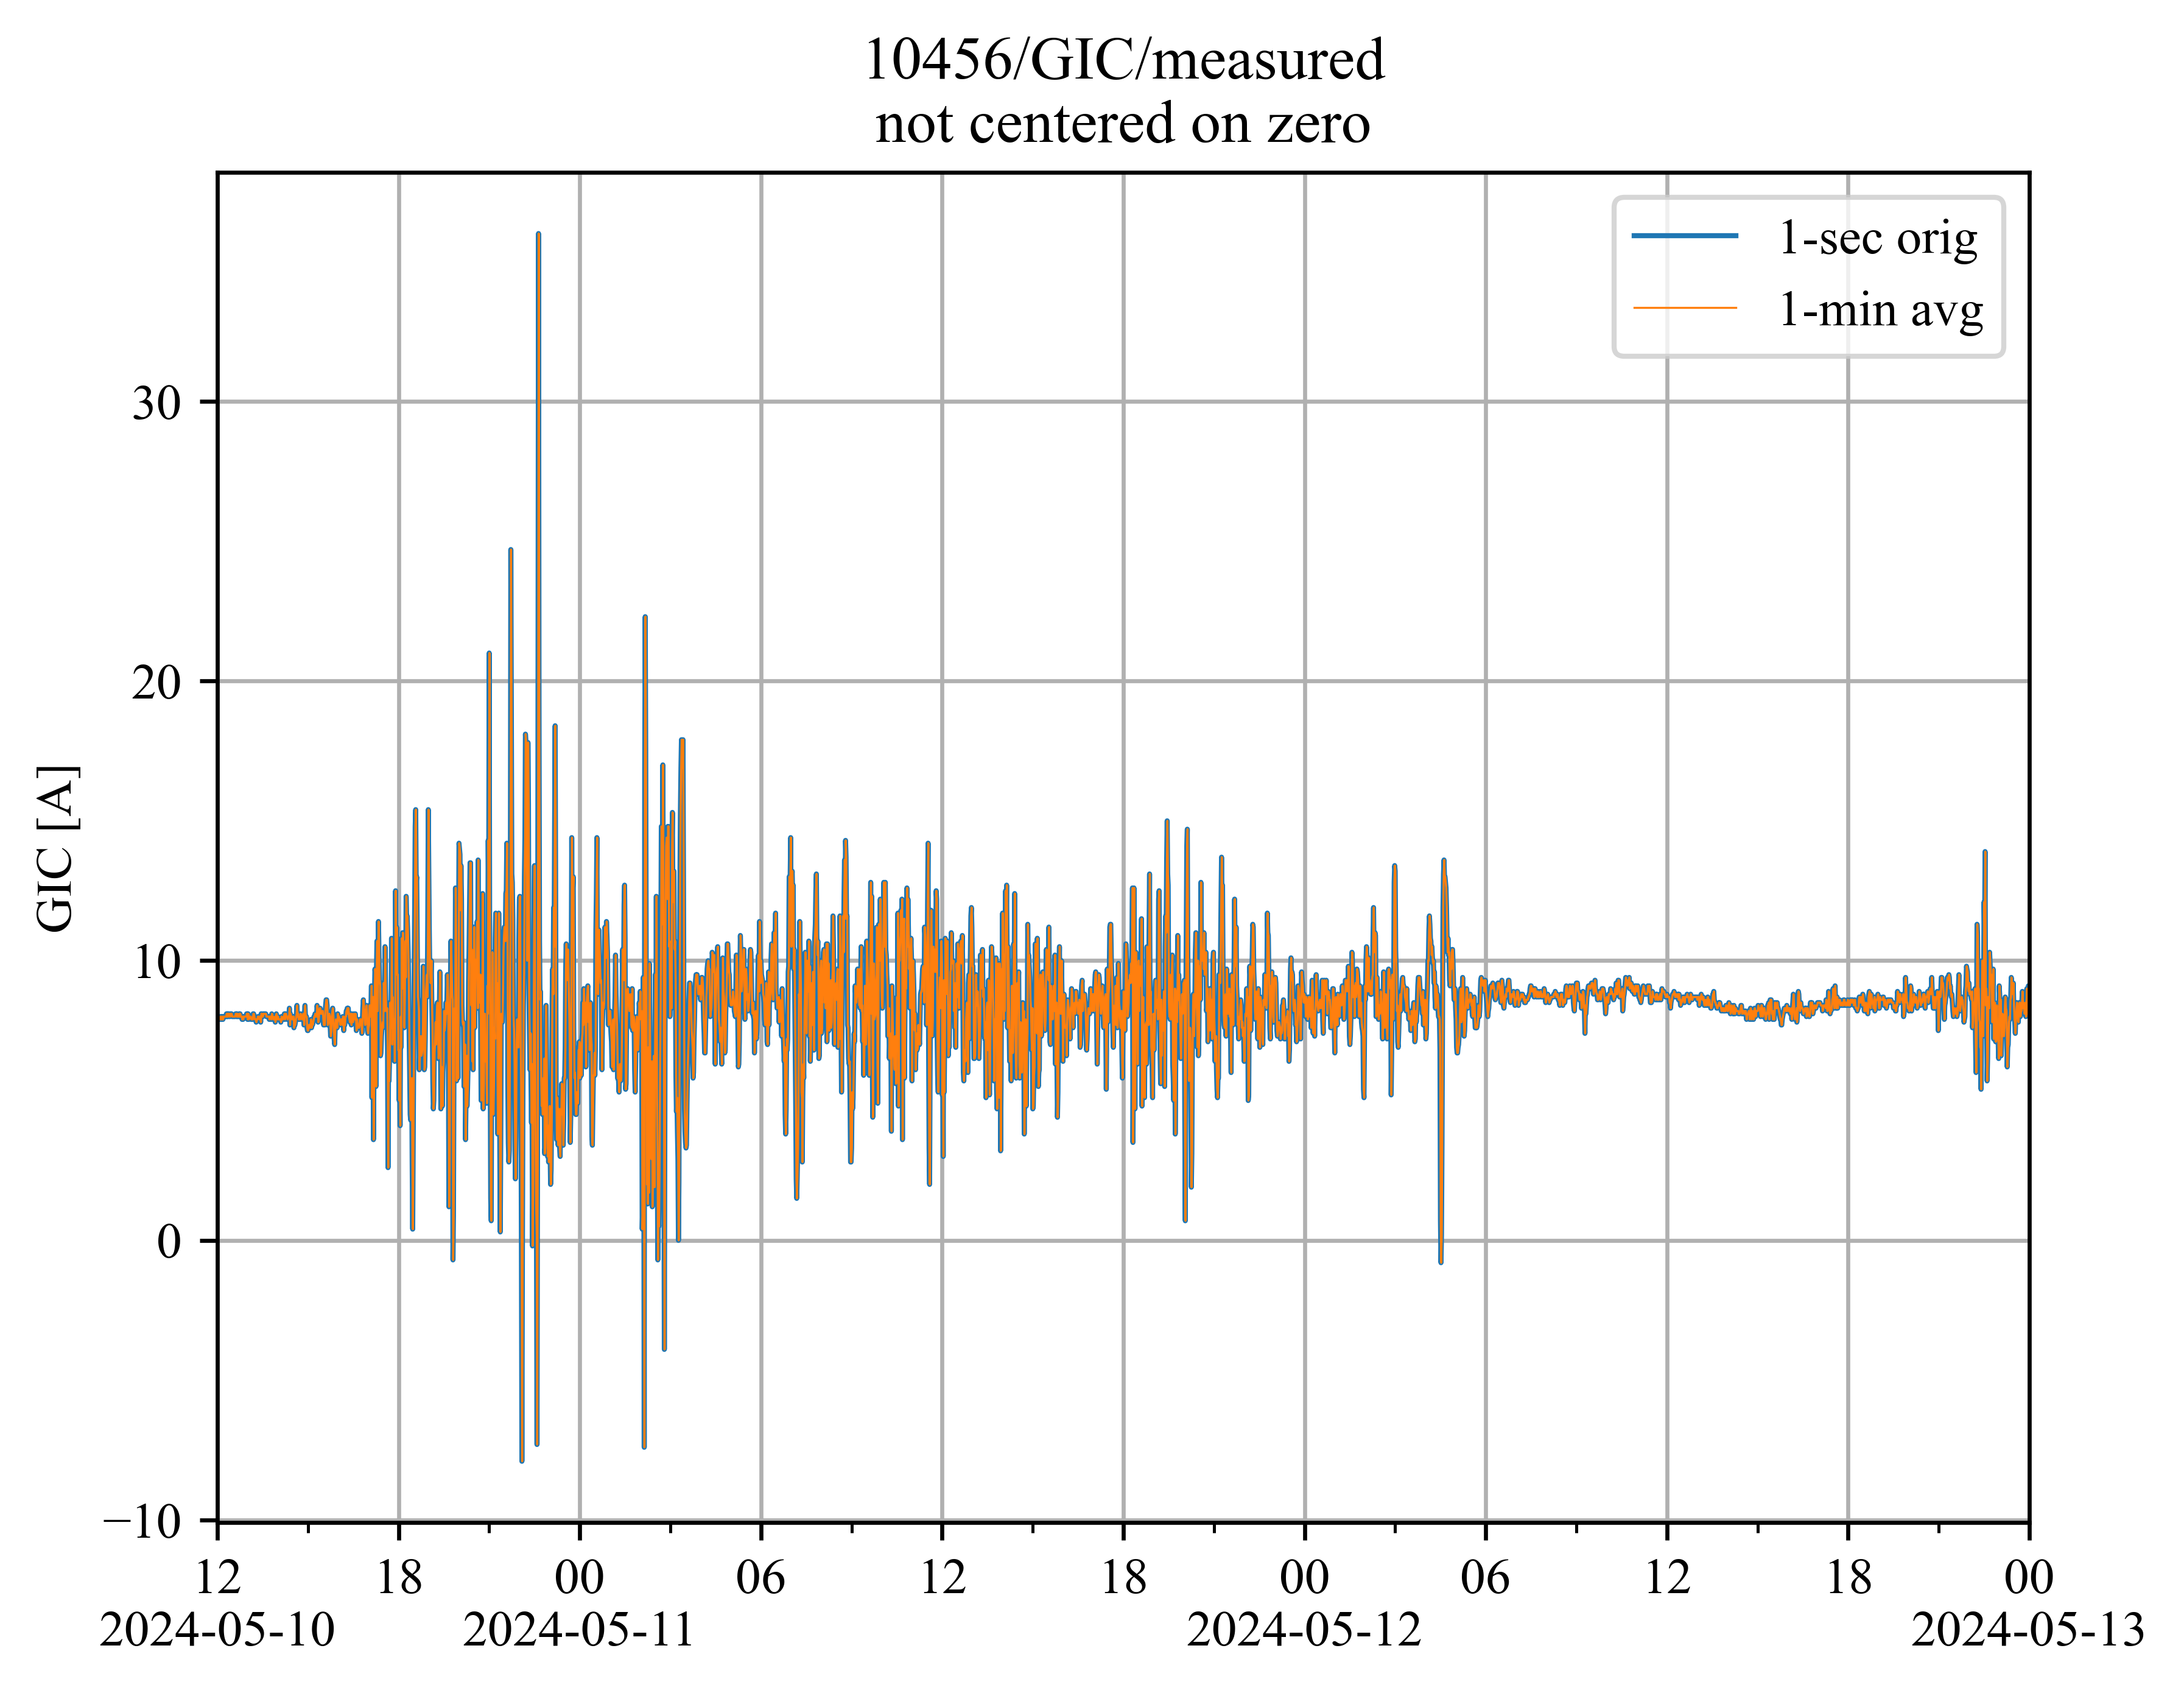 10456/GIC/measured
not centered on zero
1-sec orig
1-min avg
GIC [A]
30
20
10
0
−10
12 18 00 06 12 18 00 06 12 18 00
2024-05-10 2024-05-11 2024-05-12 2024-05-13